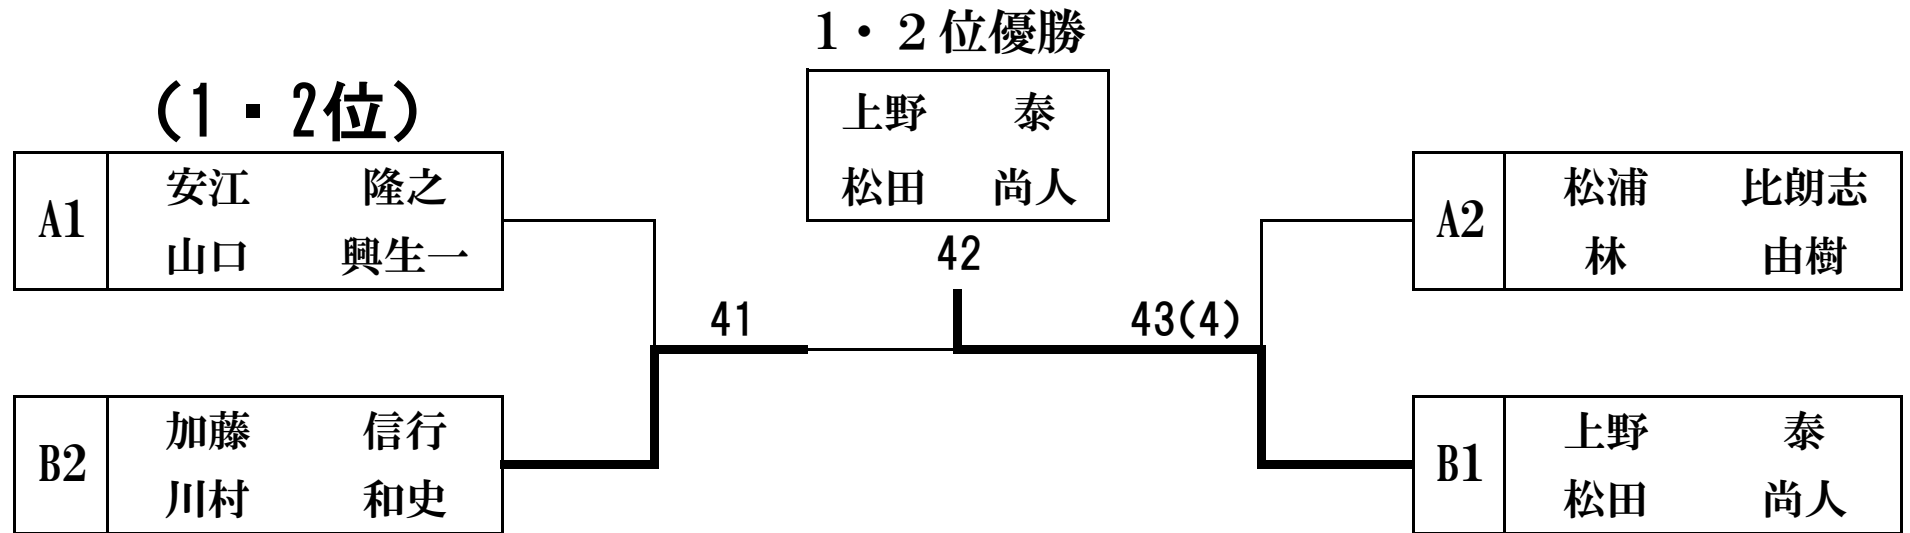 1・2位優勝
(1・2位)
上野 泰
松田 尚人
A1
安江 隆之
山口 興生一
A2
松浦 比朗志
林 由樹
42
41
43(4)
B2
加藤 信行
川村 和史
B1
上野 泰
松田 尚人